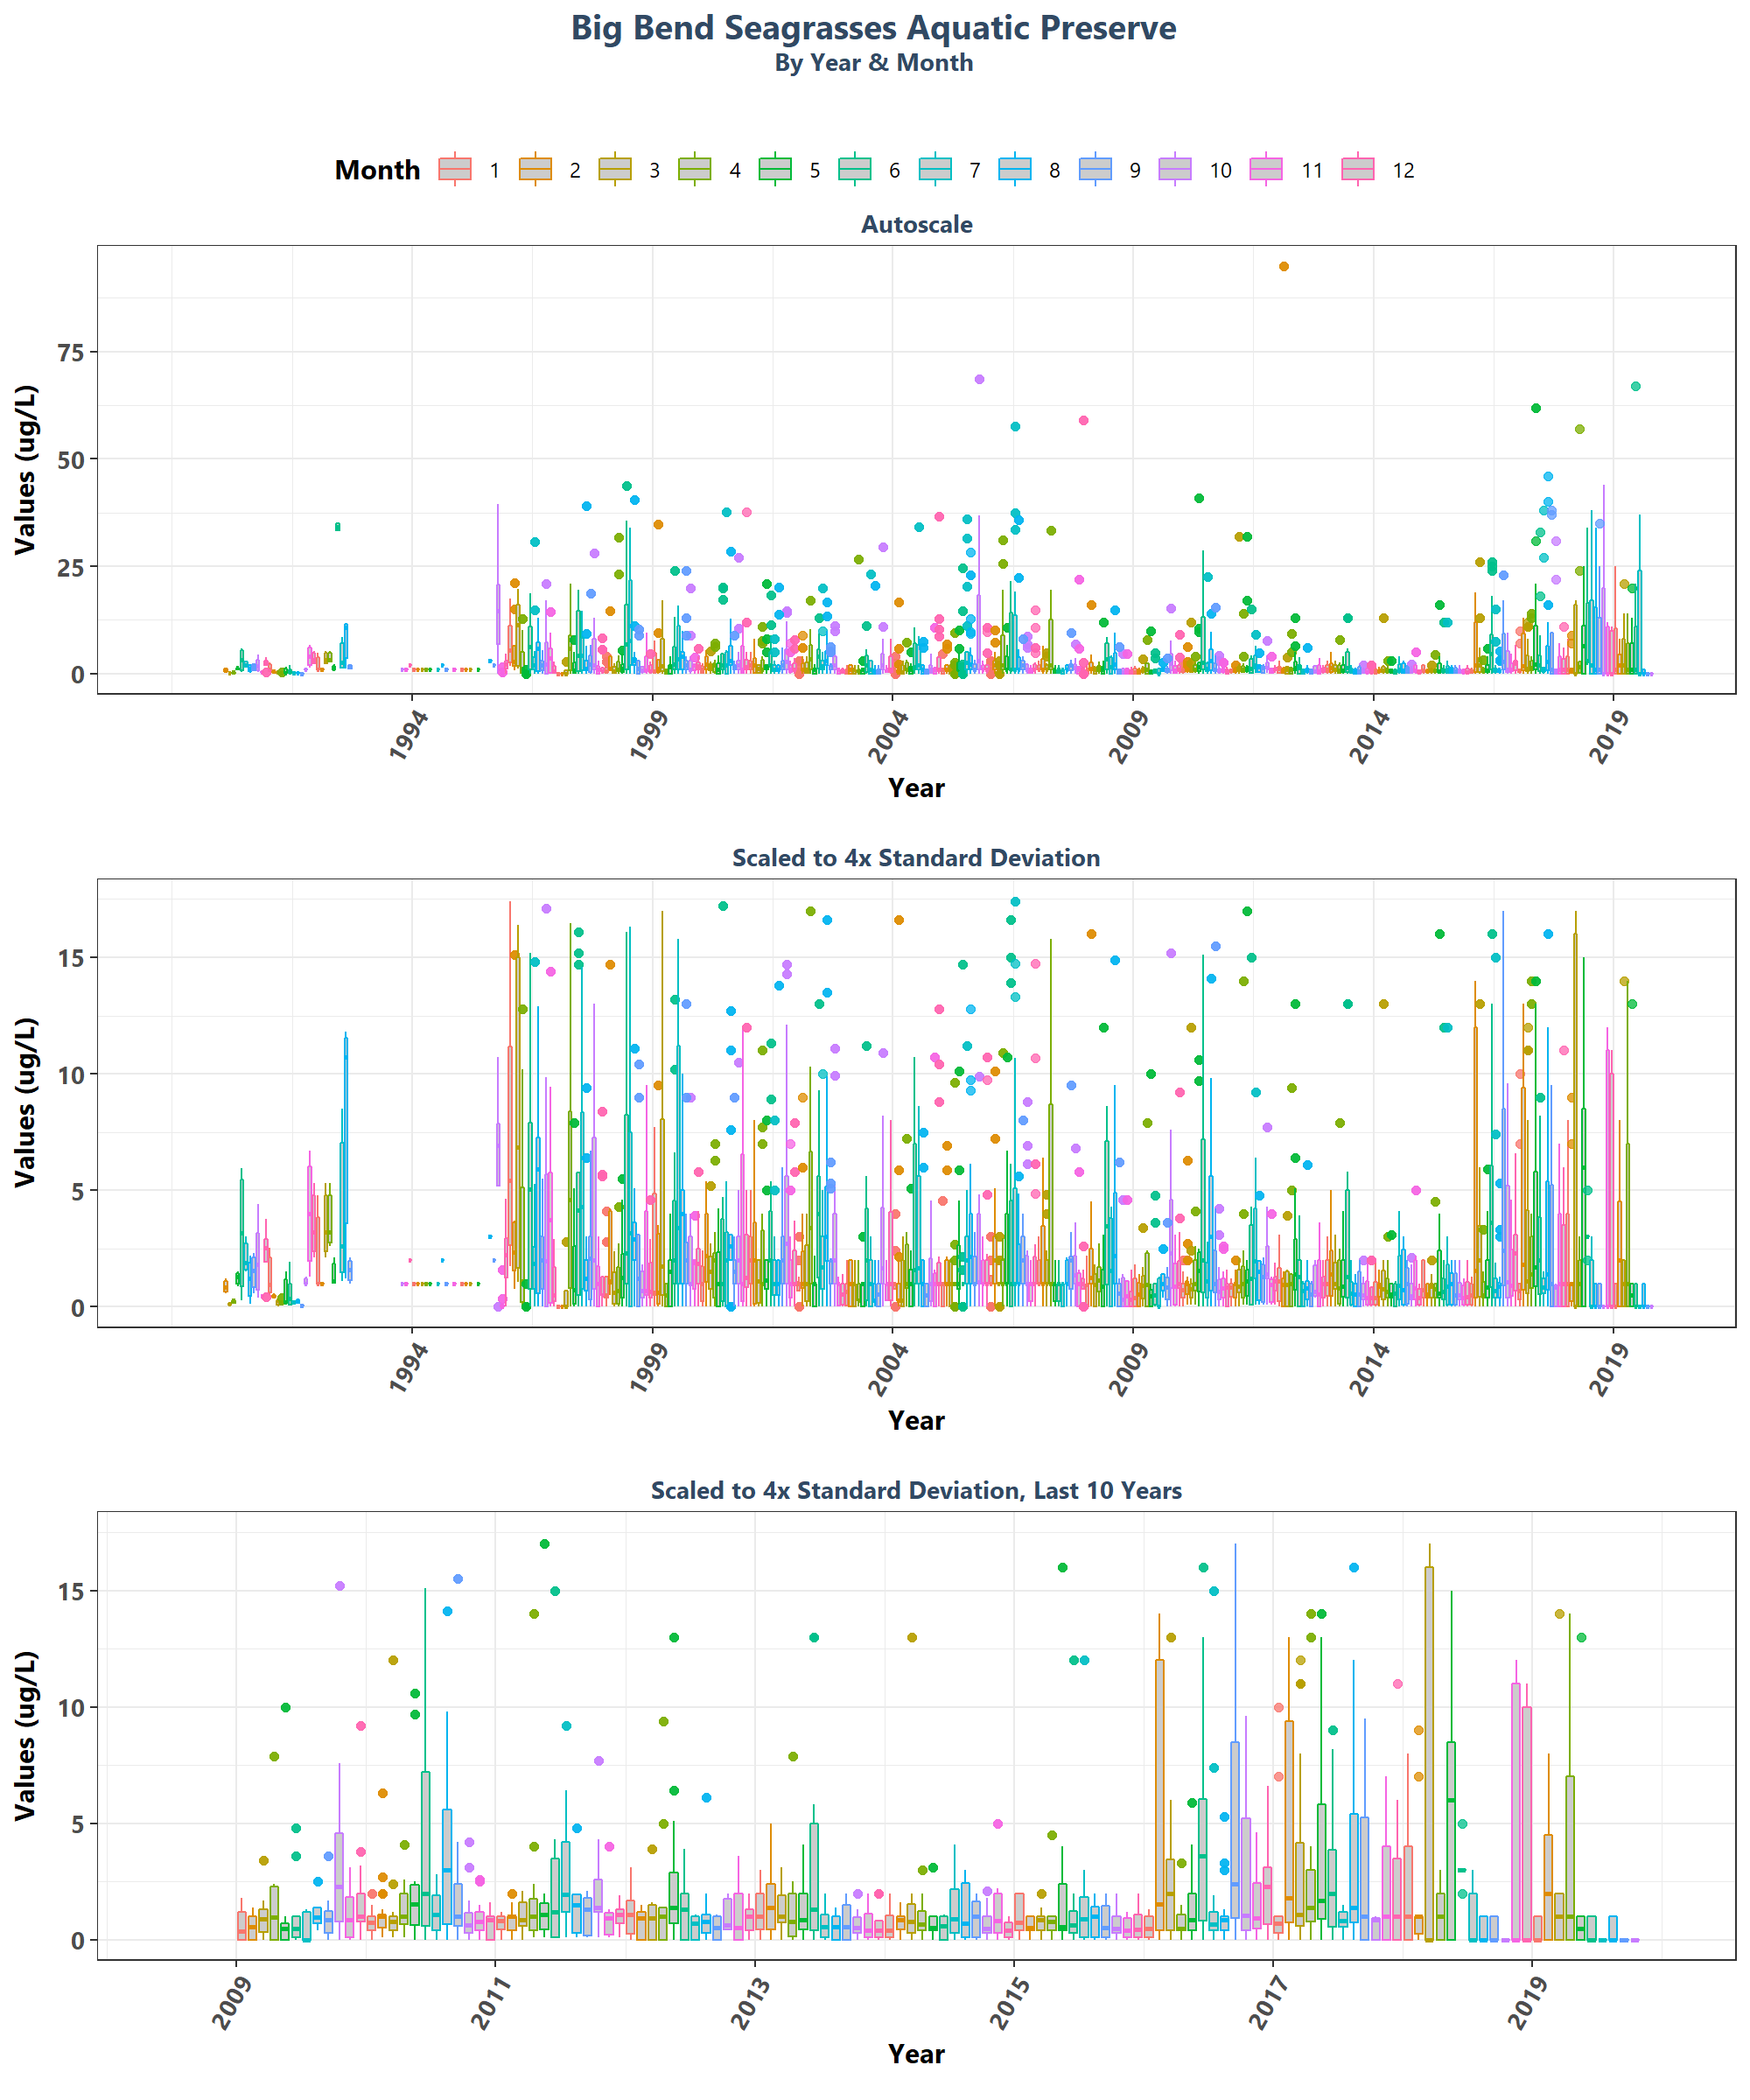 Big Bend Seagrasses Aquatic Preserve
By Year & Month
Month 1 2 3 4 5 6 7 8 9 10 11 12
Autoscale
Values (ug/L)
75
50
25
0
1994 1999 2004 2009 2014 2019
Year
Scaled to 4x Standard Deviation
Values (ug/L)
15
10
5
0
1994 1999 2004 2009 2014 2019
Year
Scaled to 4x Standard Deviation, Last 10 Years
Values (ug/L)
15
10
5
0
2009 2011 2013 2015 2017 2019
Year